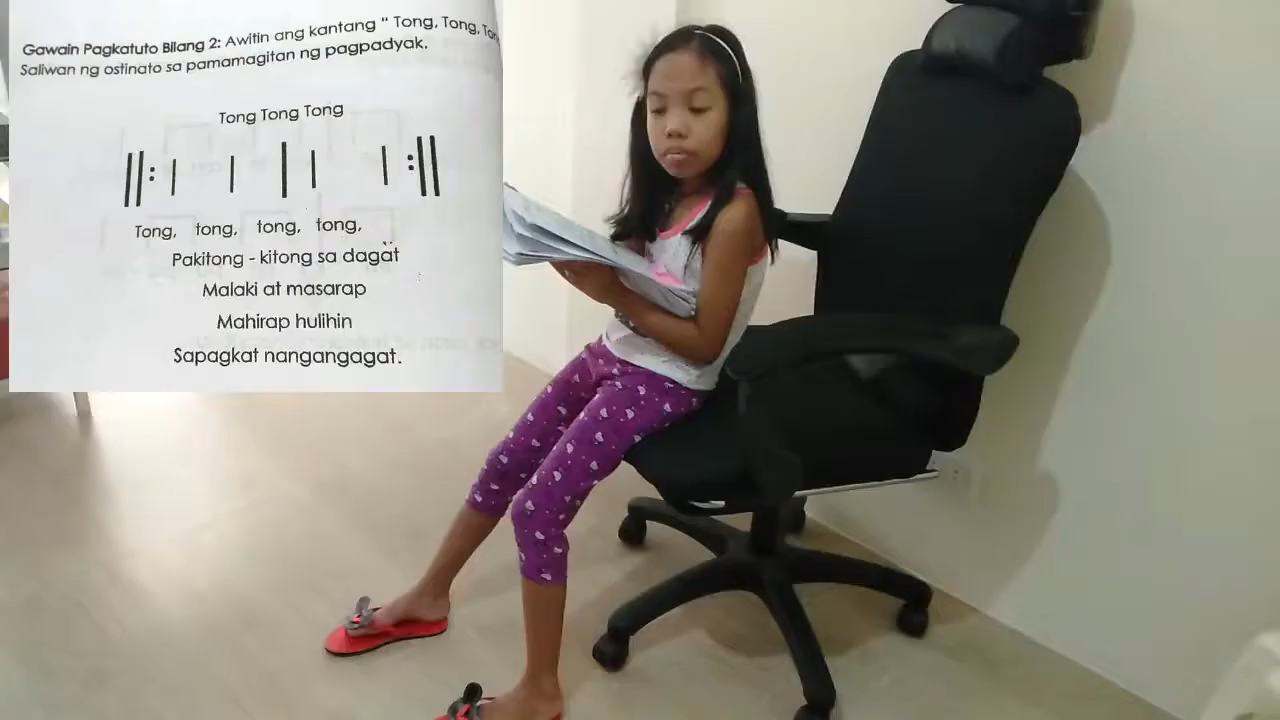 Gawain Pagkatuto Bilang 2: Awitin ang kantang " Tong, Tong,
Saliwan ng ostinato sa pamamagitan ng pagpadyak.
Tong Tong Tong
Tong, tong, tong, tong,
Pakitong - kitong sa dagat
Malaki at masarap
Mahirap hulihin
Sapagkat nangangagat.